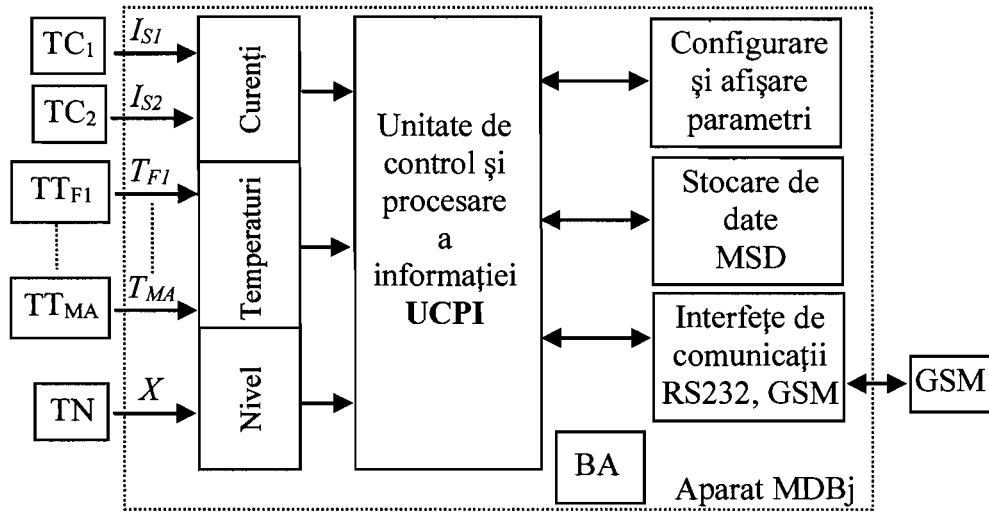 TC1
IS1
TC2
IS2
TTF1
TF1
TTMA
TMA
TN
X
Curenți
Temperaturi
Nivel
Unitate de
control și
procesare
a
informației
UCPI
Configurare
și afișare
parametri
Stocare de
date
MSD
Interfețe de
comunicații
RS232, GSM
GSM
BA
Aparat MDBj